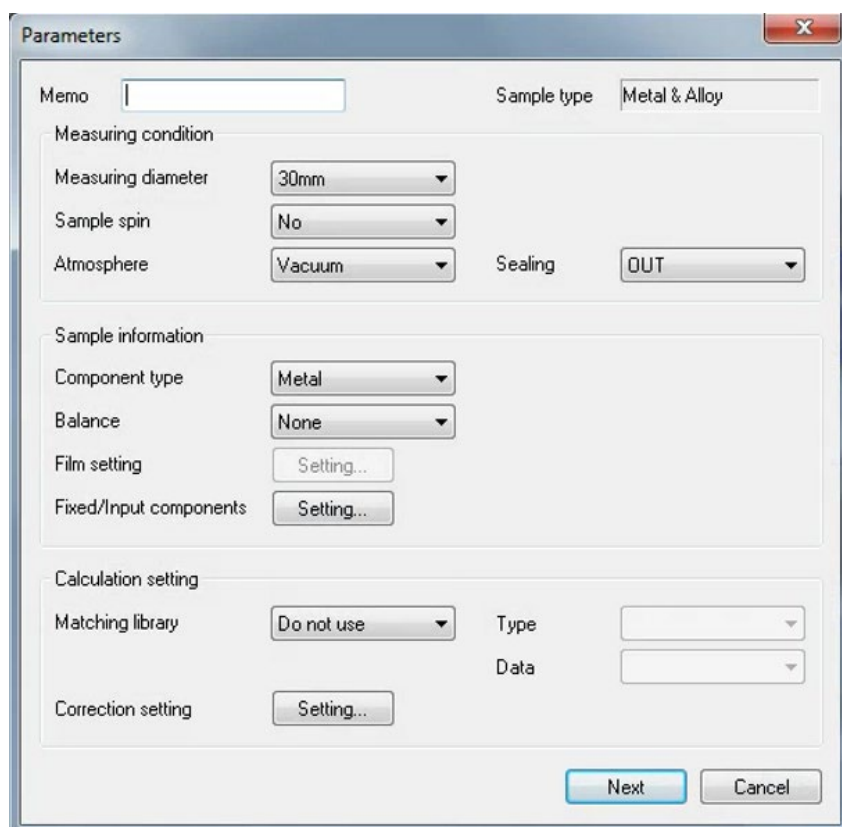 Parameters
Memo
Sample type Metal & Alloy
Measuring condition
Measuring diameter 30mm
Sample spin No
Atmosphere Vacuum Sealing OUT
Sample information
Component type Metal
Balance None
Film setting Setting...
Fixed/Input components Setting...
Calculation setting
Matching library Do not use Type
Data
Correction setting Setting...
Next Cancel